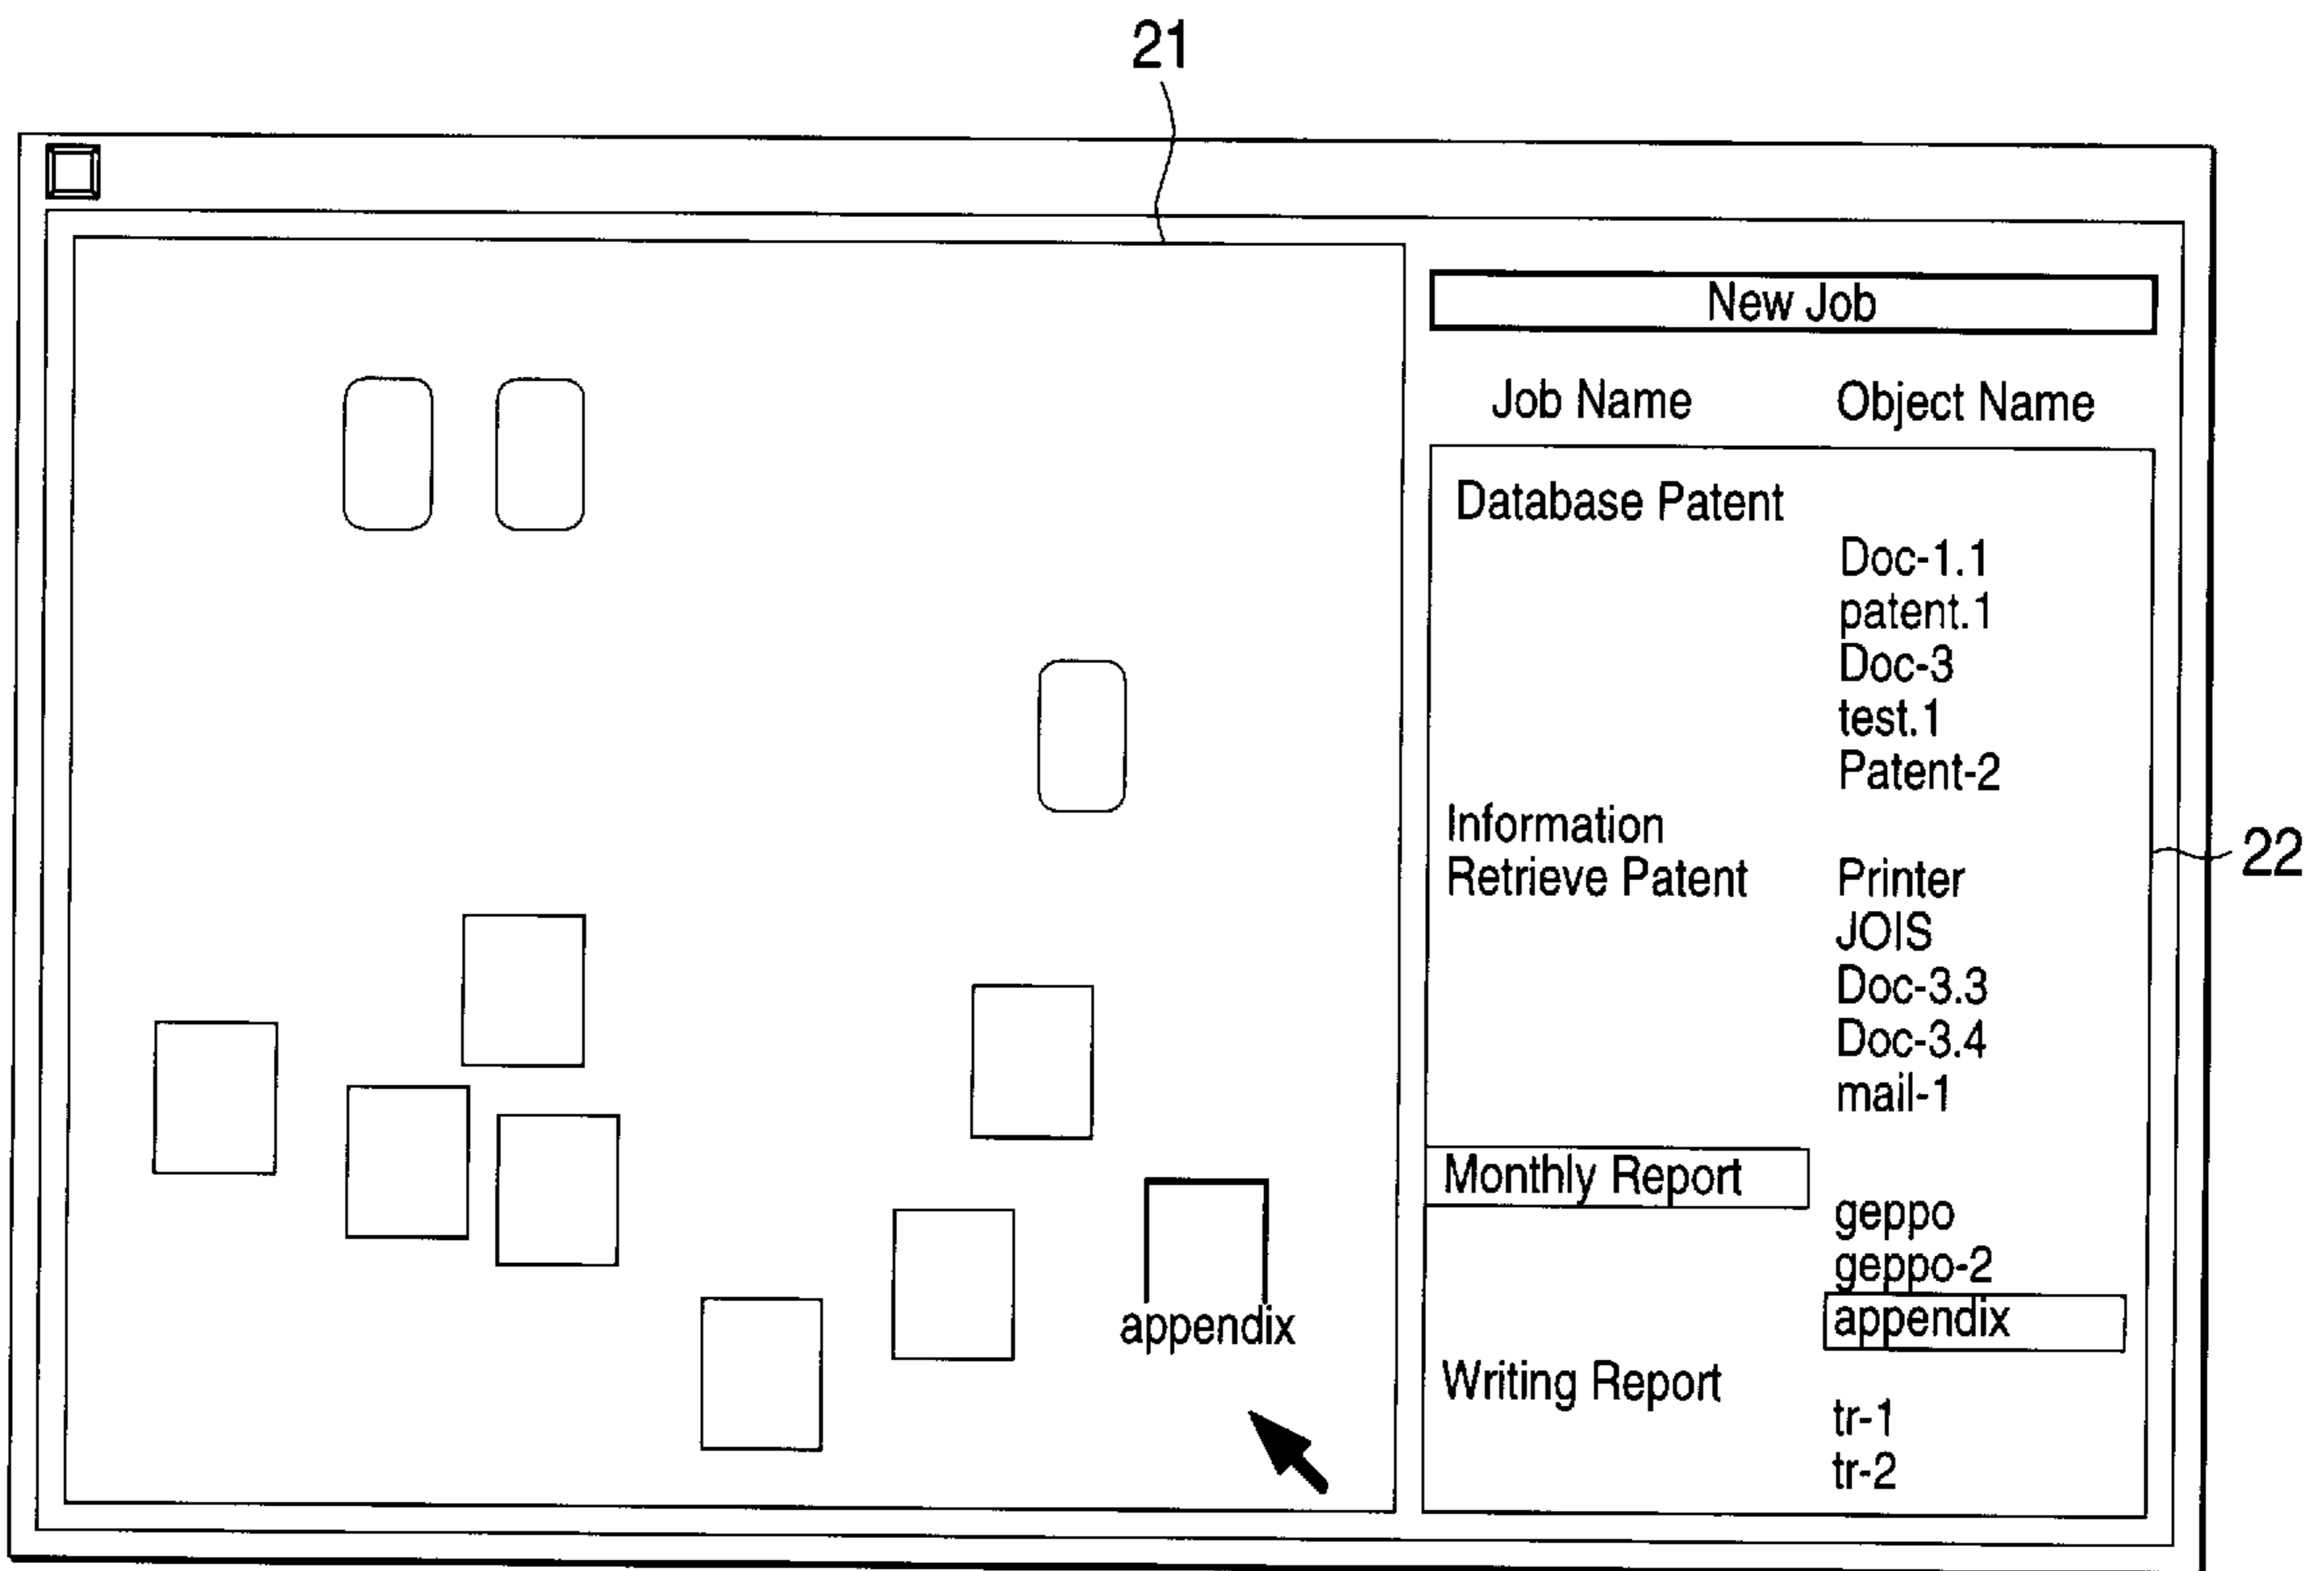 21
New Job
Job Name Object Name
Database Patent
Doc-1.1
patent.1
Doc-3
test.1
Patent-2
Information
Retrieve Patent Printer
22
JOIS
Doc-3.3
Doc-3.4
mail-1
Monthly Report
geppo
geppo-2
appendix
appendix
Writing Report
tr-1
tr-2